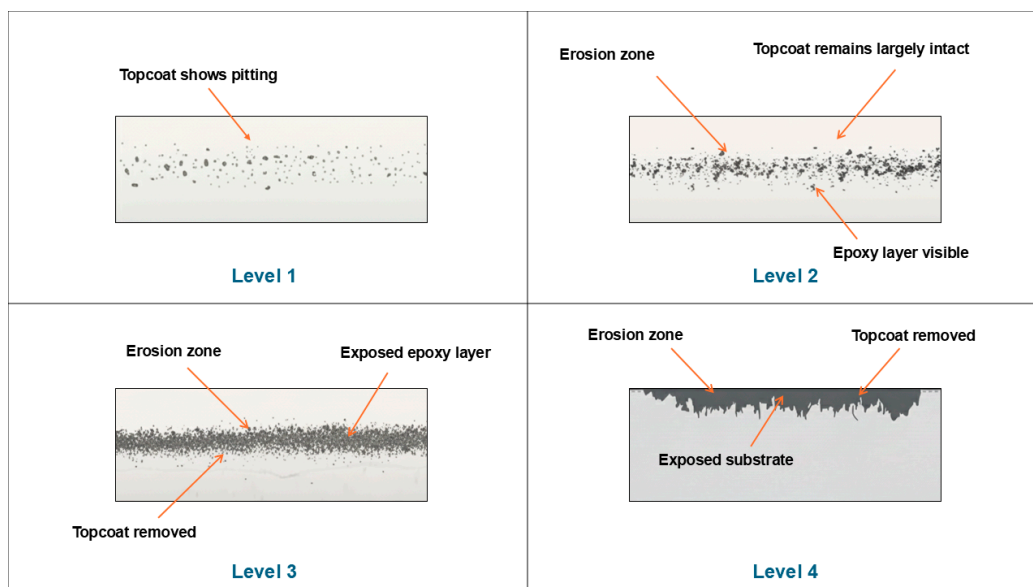 Topcoat shows pitting
Level 1
Erosion zone
Topcoat remains largely intact
Epoxy layer visible
Level 2
Erosion zone
Exposed epoxy layer
Topcoat removed
Level 3
Erosion zone
Topcoat removed
Exposed substrate
Level 4